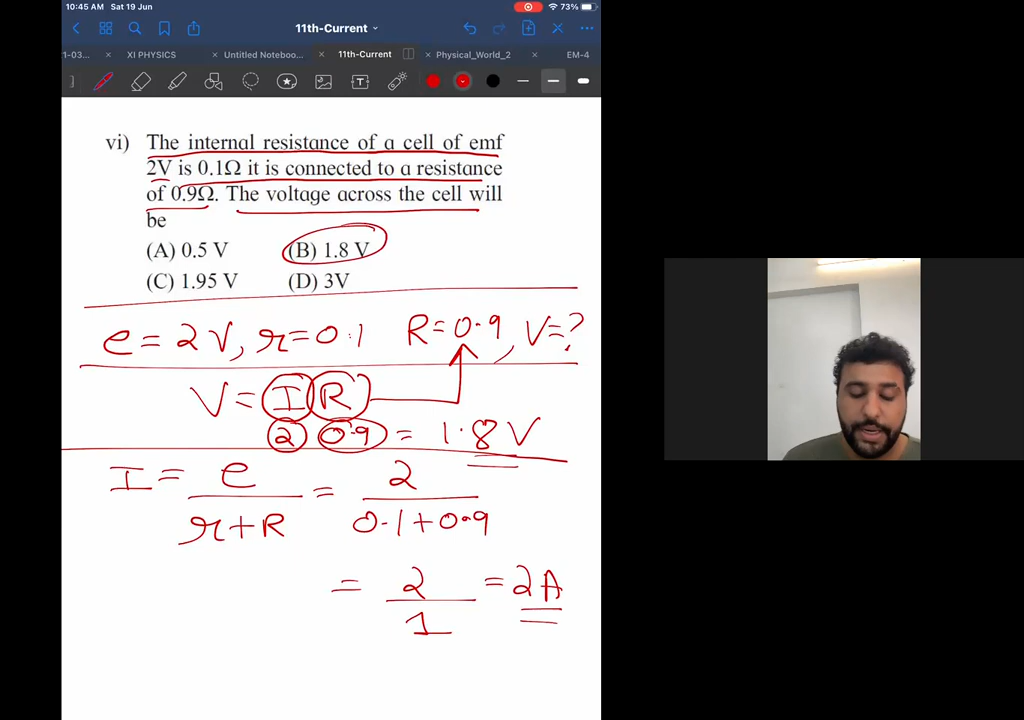 10:45 AM Sat 19 Jun 73%
11th-Current
1-03... XI PHYSICS Untitled Noteboo... 11th-Current Physical_World_2 EM-4
vi) The internal resistance of a cell of emf
2V is 0.1Ω it is connected to a resistance
of 0.9Ω. The voltage across the cell will
be
(A) 0.5 V (B) 1.8 V
(C) 1.95 V (D) 3V
e = 2V, r = 0.1 R = 0.9, V = ?
V = I R
2 0.9 = 1.8 V
I = e / r + R = 2 / 0.1 + 0.9
= 2 / 1 = 2A